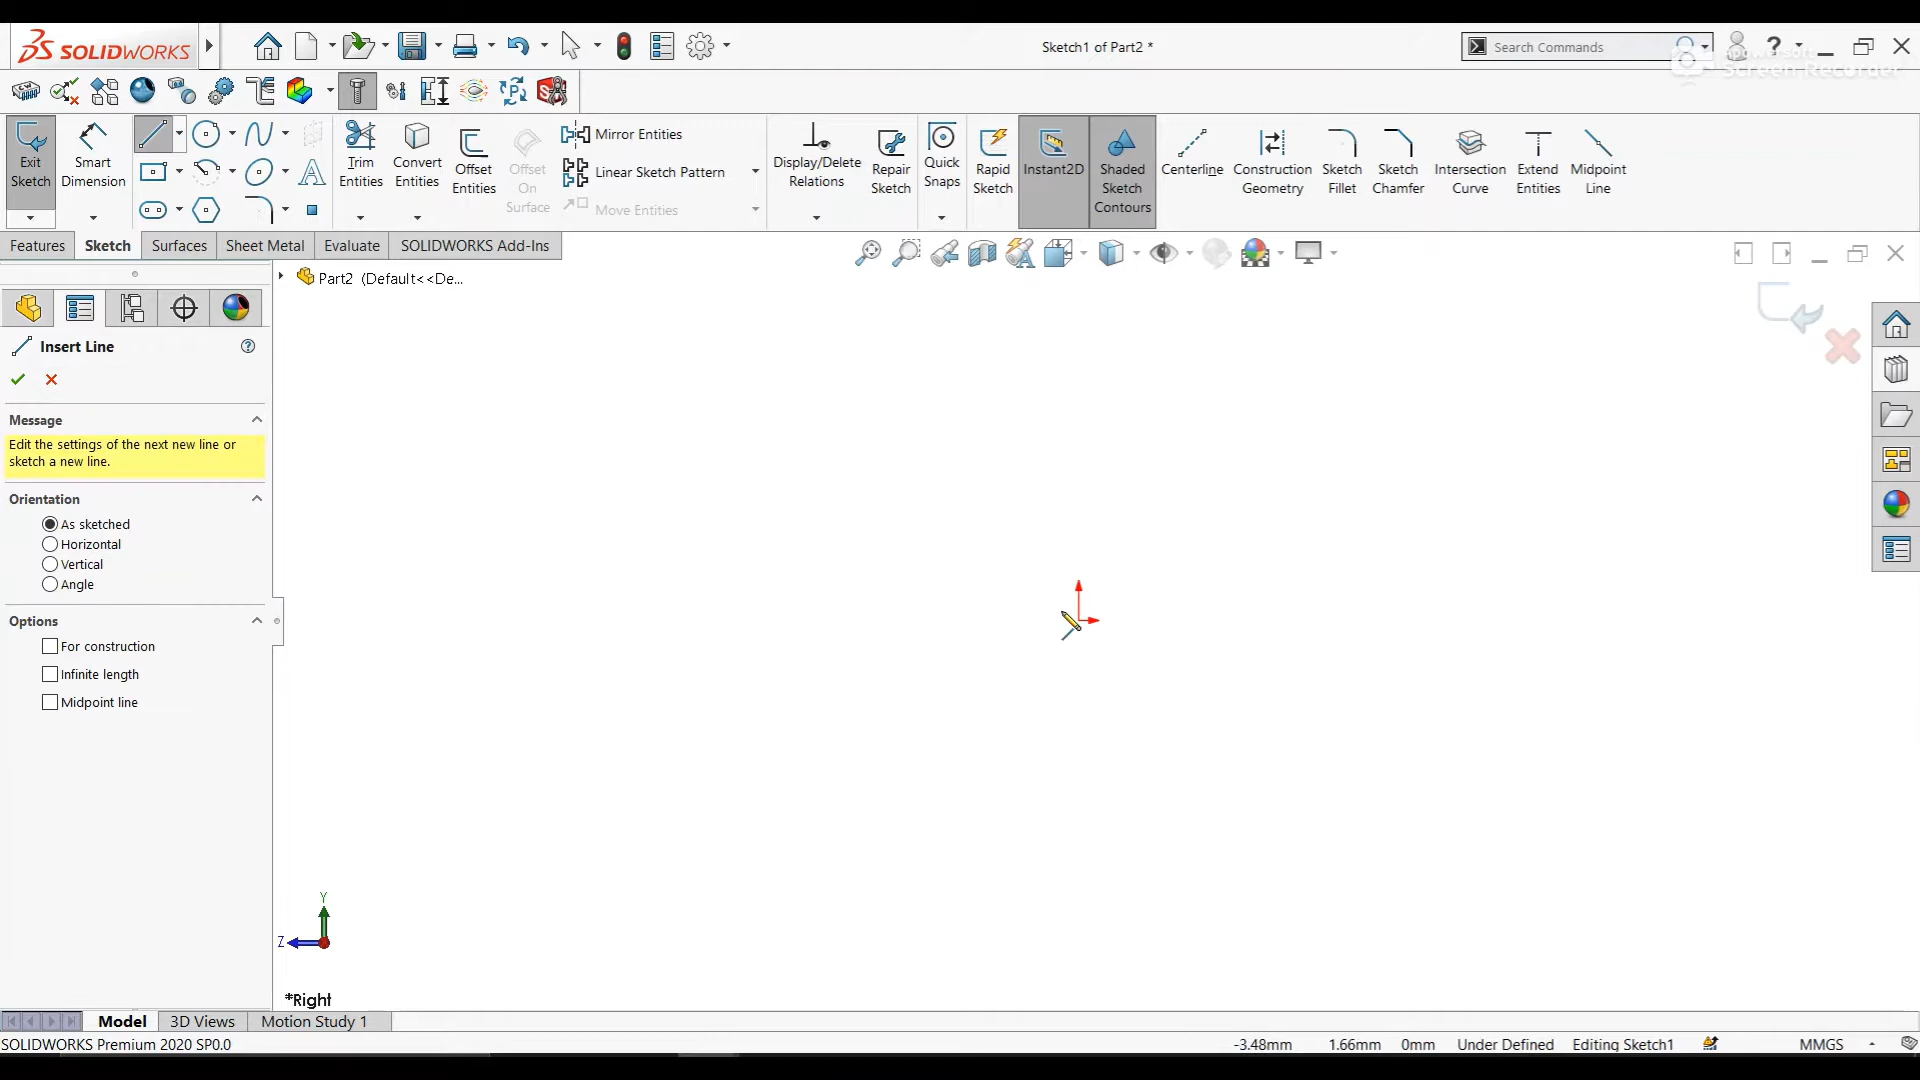 SOLIDWORKS
Sketch1 of Part2 *
Search Commands
Screen Recorder
Exit Sketch
Smart Dimension
Trim Entities
Convert Entities
Offset Entities
Offset On Surface
Mirror Entities
Linear Sketch Pattern
Move Entities
Display/Delete Relations
Repair Sketch
Quick Snaps
Rapid Sketch
Instant2D
Shaded Sketch Contours
Centerline
Construction Geometry
Sketch Fillet
Sketch Chamfer
Intersection Curve
Extend Entities
Midpoint Line
Features
Sketch
Surfaces
Sheet Metal
Evaluate
SOLIDWORKS Add-Ins
Part2 (Default<<De...
Insert Line
Message
Edit the settings of the next new line or
sketch a new line.
Orientation
As sketched
Horizontal
Vertical
Angle
Options
For construction
Infinite length
Midpoint line
Y
Z
*Right
Model
3D Views
Motion Study 1
SOLIDWORKS Premium 2020 SP0.0
-3.48mm
1.66mm
0mm
Under Defined
Editing Sketch1
MMGS